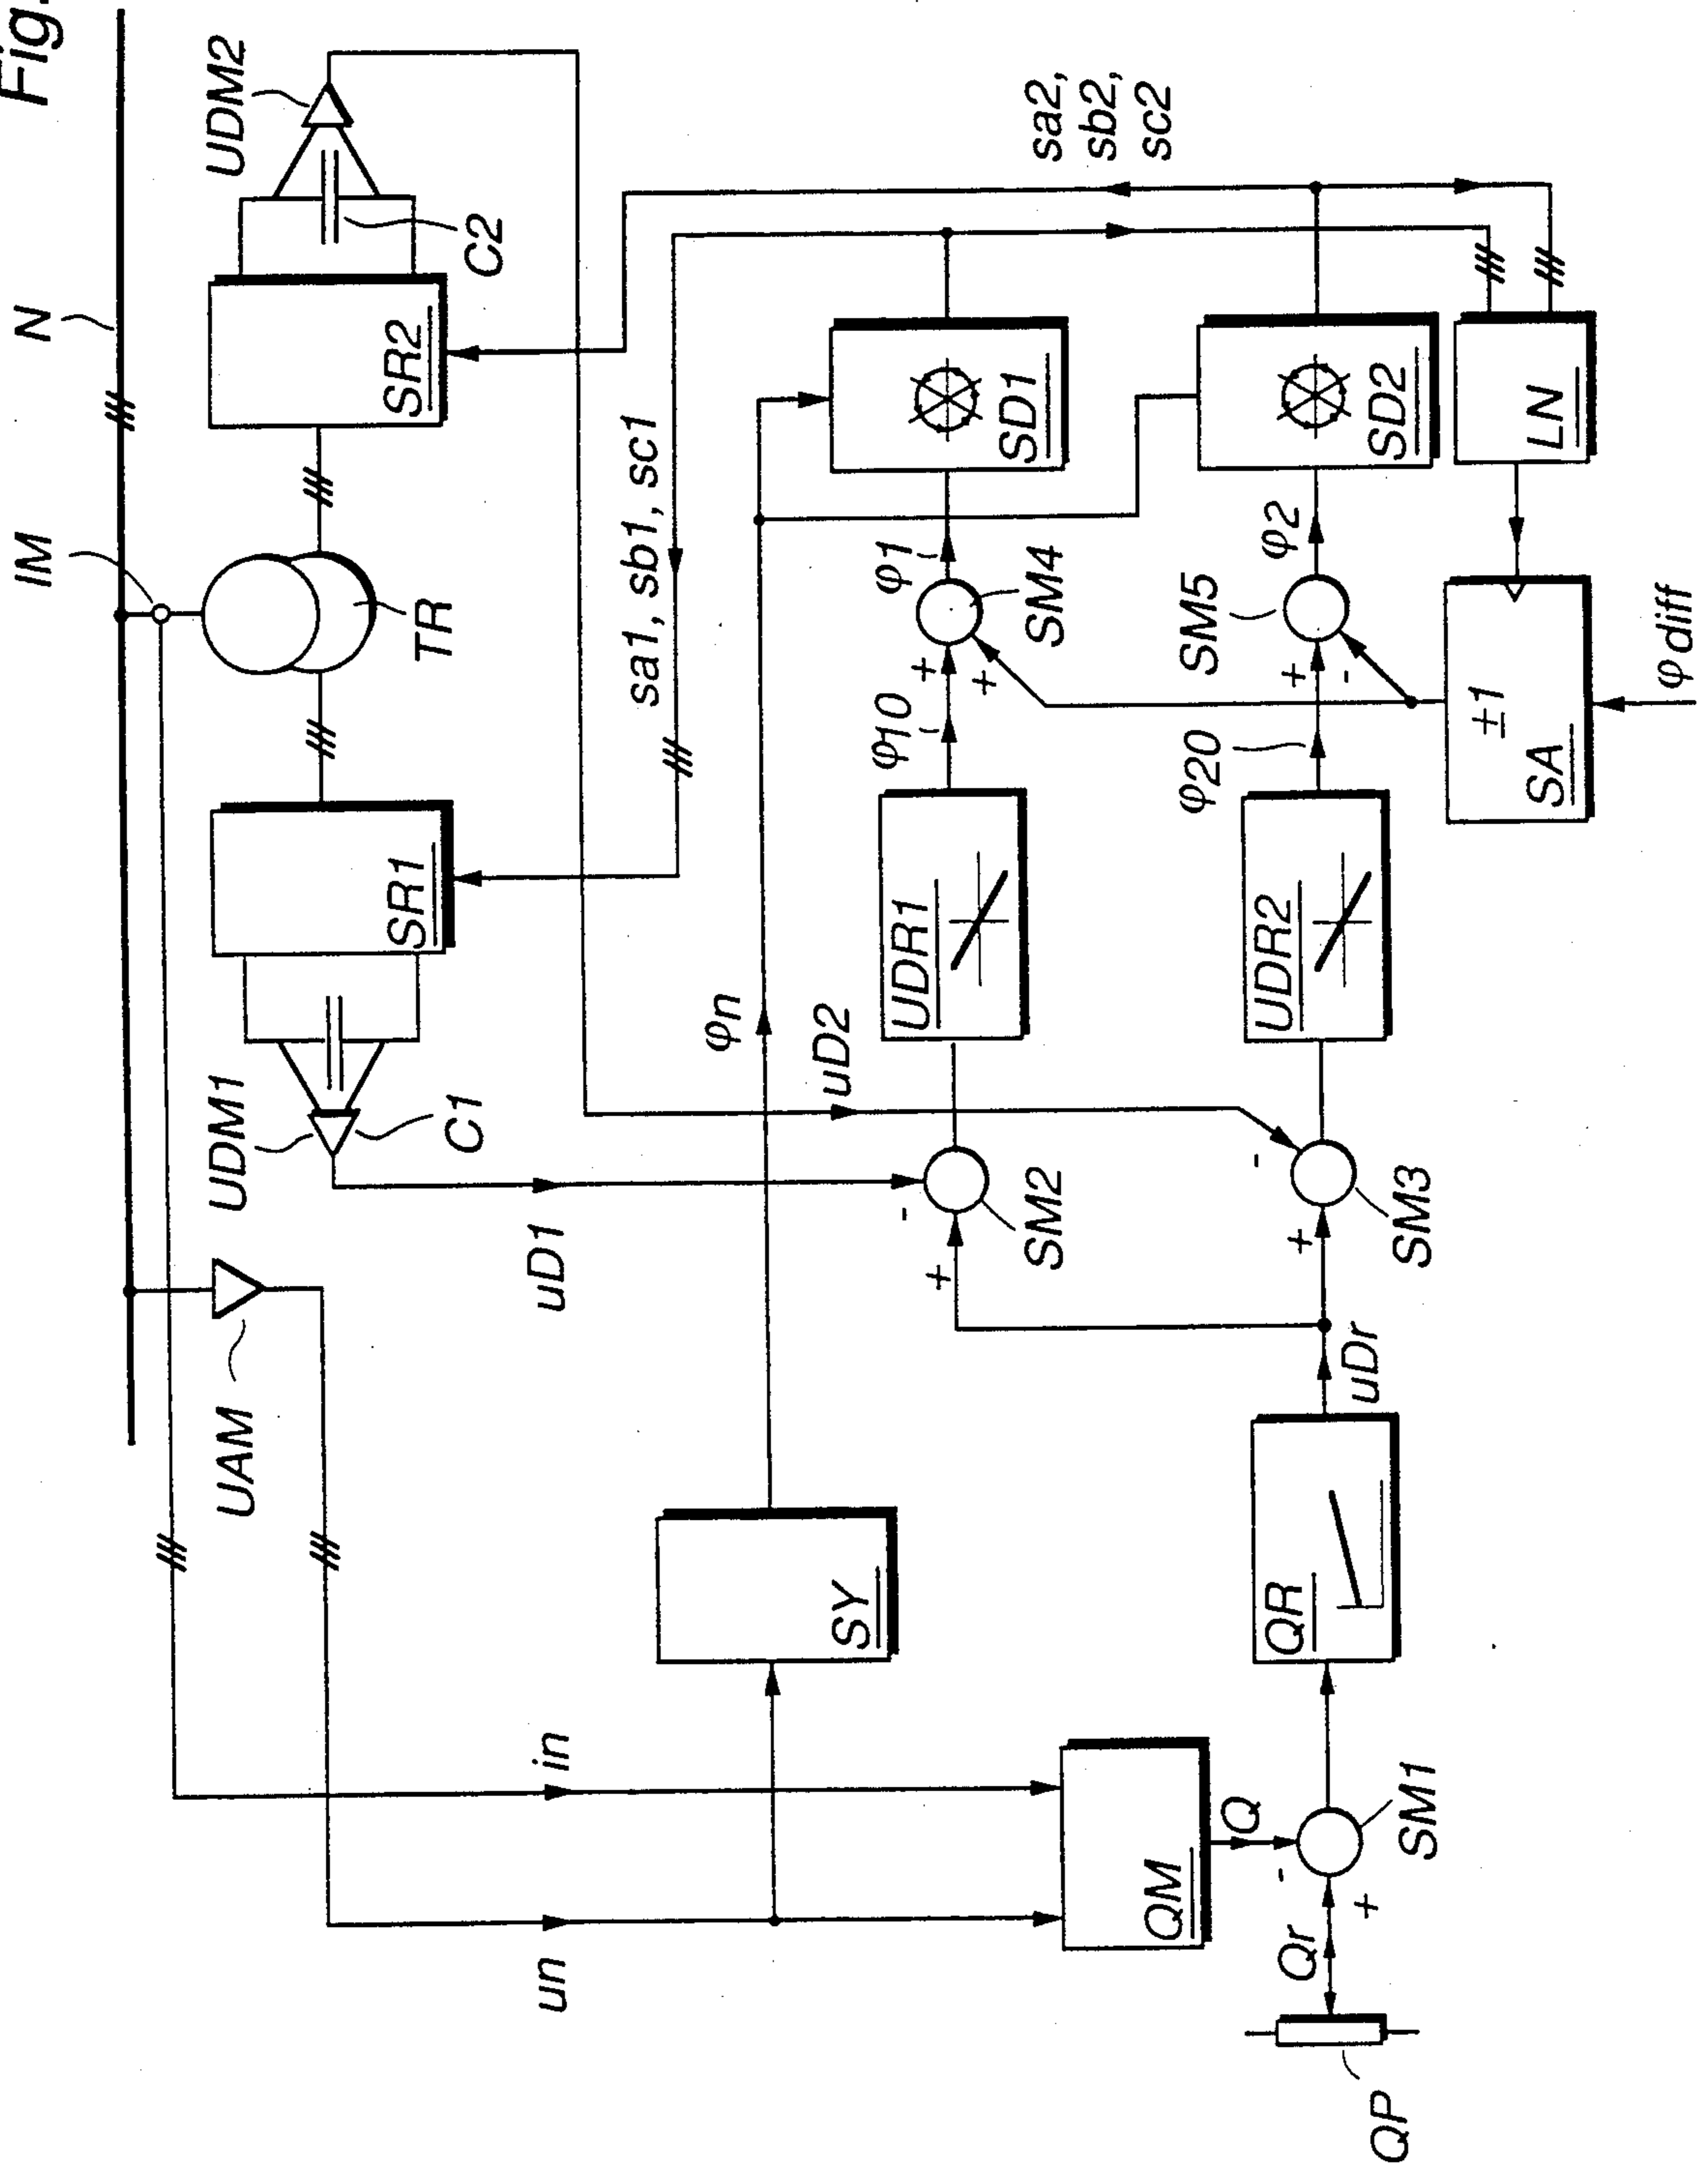 Fig.
N
IM
UDM2
C2
SR2
TR
SR1
UDM1
C1
UAM
sa1, sb1, sc1
sa2,
sb2,
sc2
uD1
uD2
φn
un
in
SY
QM
Q
QP
Qr
+
-
SM1
QR
uDr
+
-
SM2
+
-
SM3
UDR1
UDR2
φ10
φ20
+
+
SM4
+
-
SM5
φ1
φ2
SD1
SD2
LN
±1
SA
φdiff